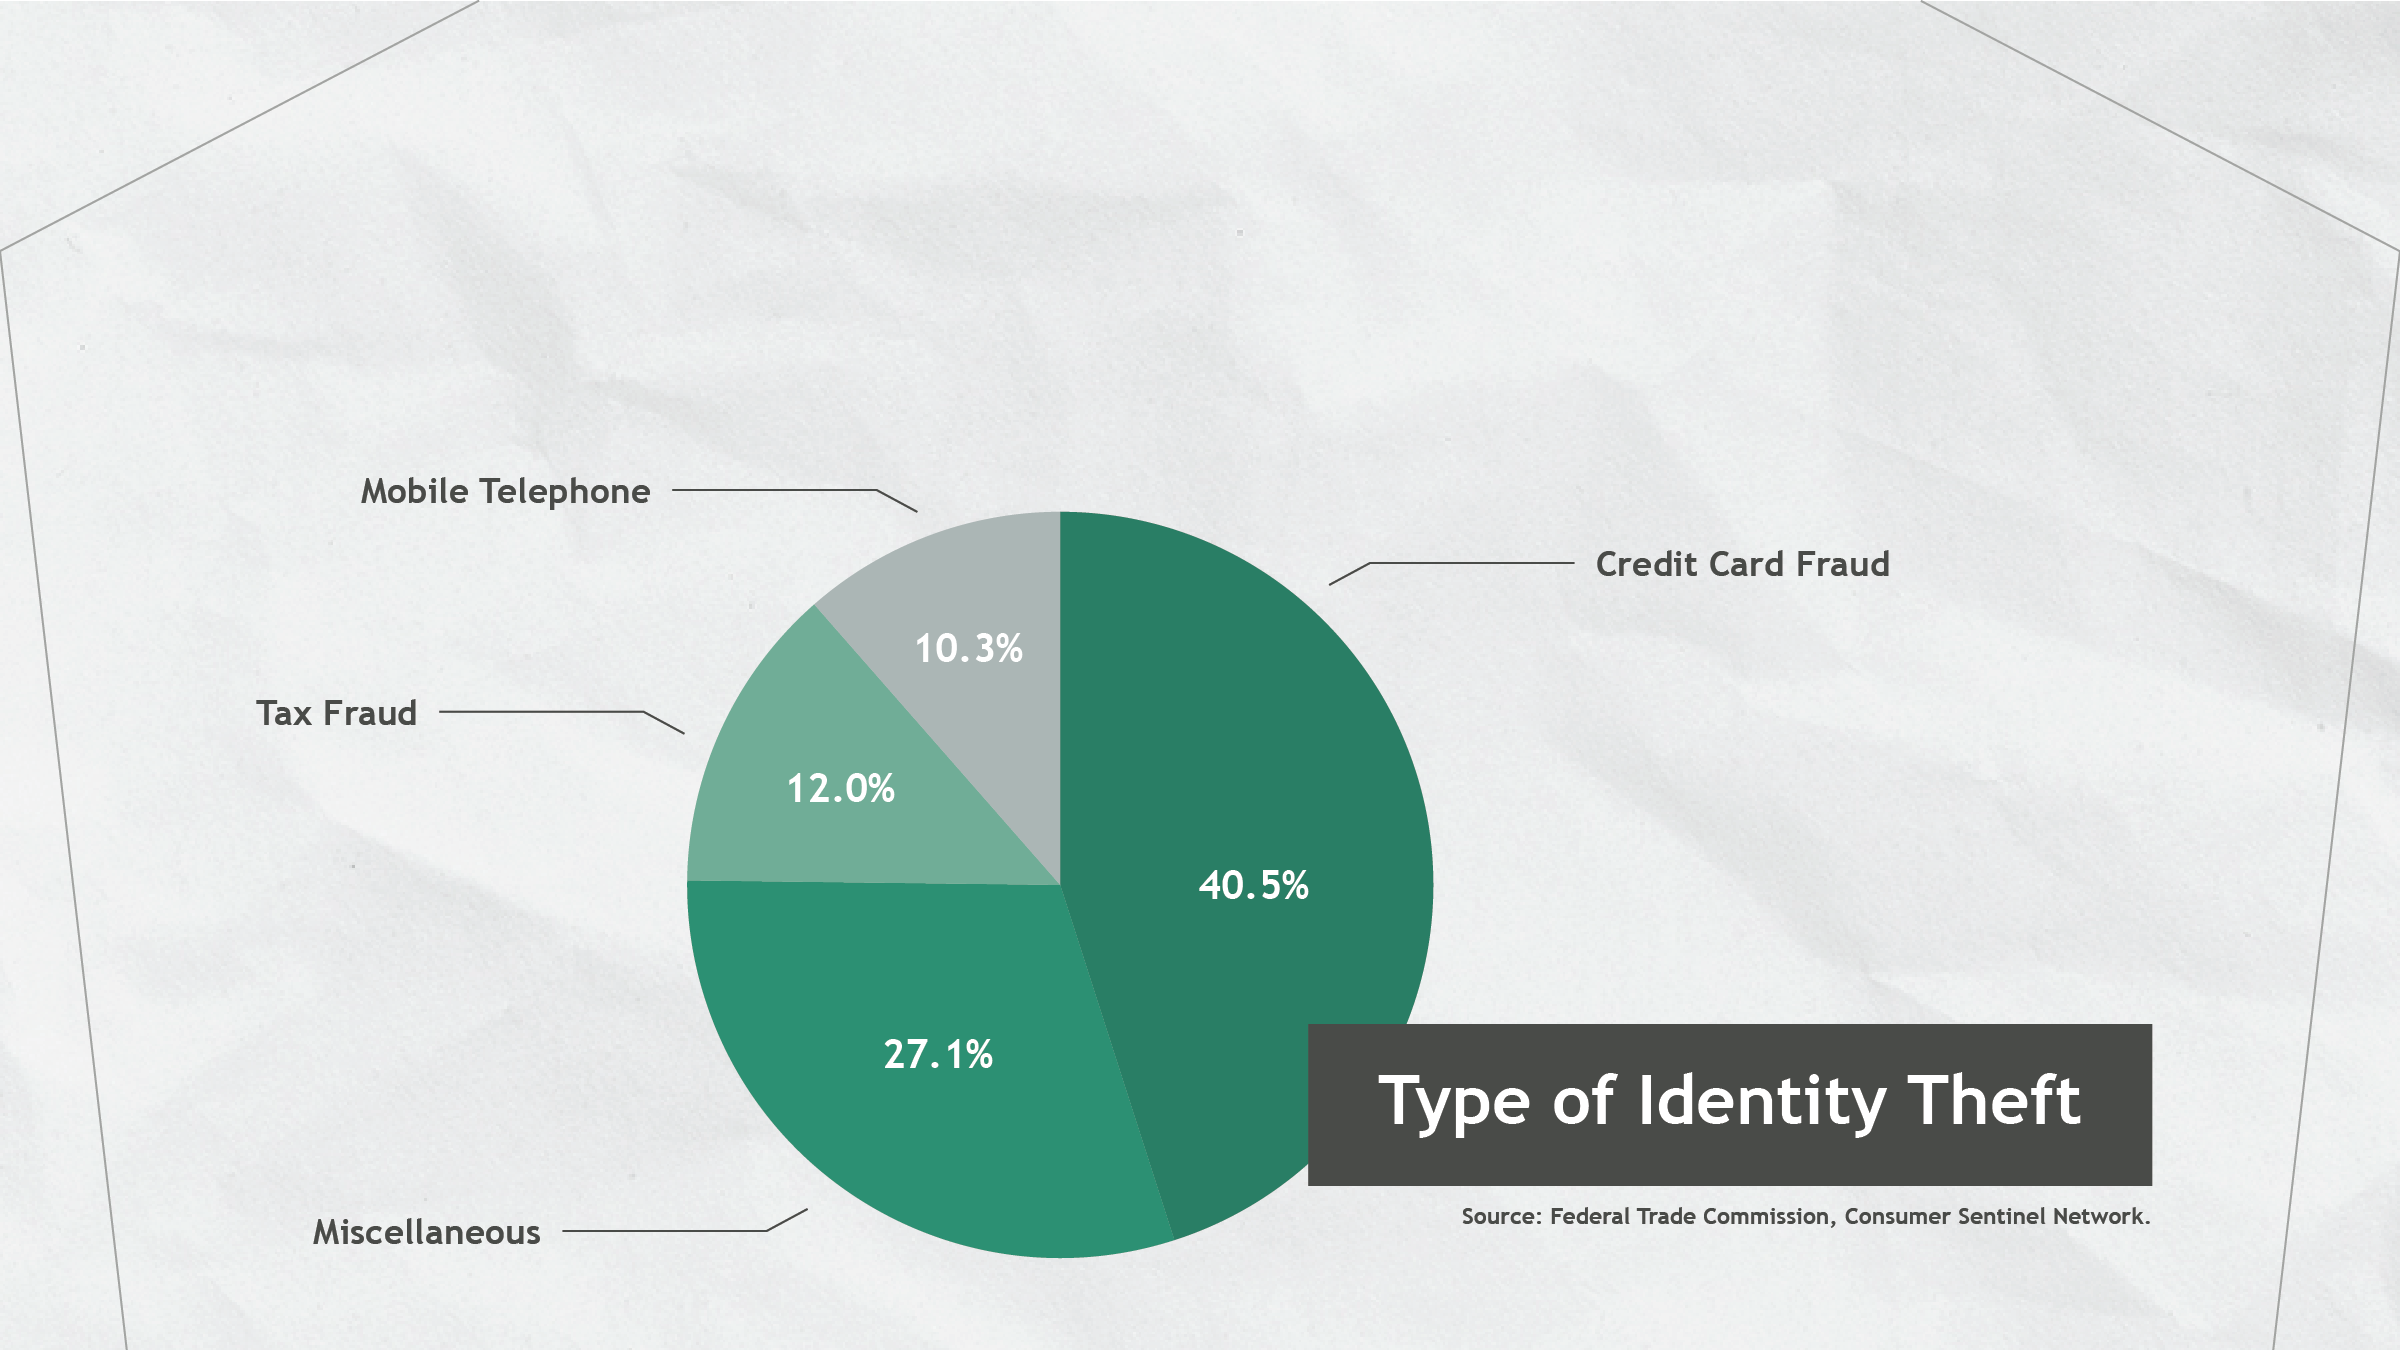 Mobile Telephone
Credit Card Fraud
10.3%
Tax Fraud
12.0%
40.5%
27.1%
Type of Identity Theft
Miscellaneous
Source: Federal Trade Commission, Consumer Sentinel Network.